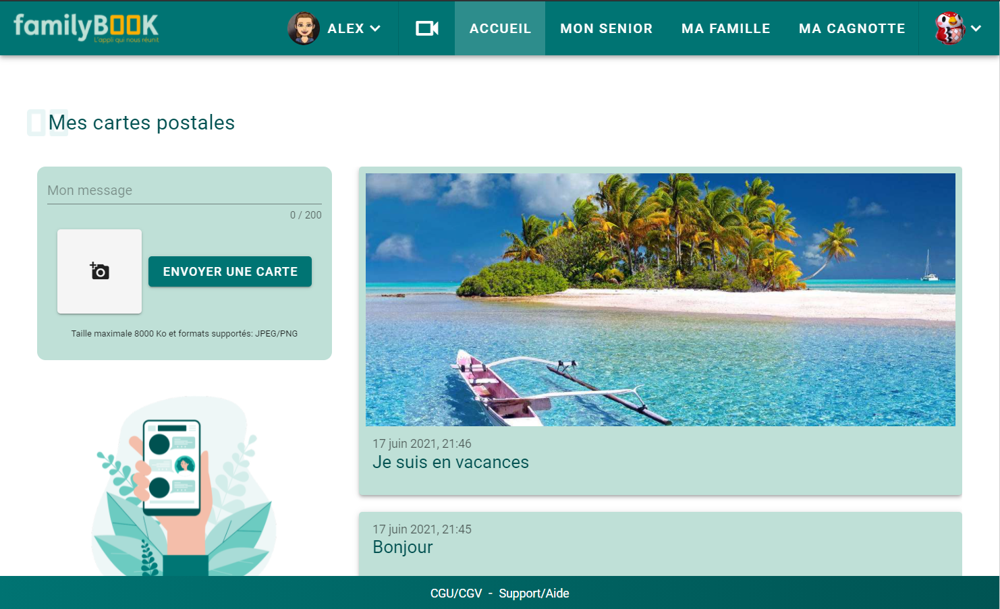 familyBOOK
L'appli qui nous réunit
ALEX
ACCUEIL
MON SENIOR
MA FAMILLE
MA CAGNOTTE
Mes cartes postales
Mon message
0 / 200
ENVOYER UNE CARTE
Taille maximale 8000 Ko et formats supportés: JPEG/PNG
17 juin 2021, 21:46
Je suis en vacances
17 juin 2021, 21:45
Bonjour
CGU/CGV - Support/Aide